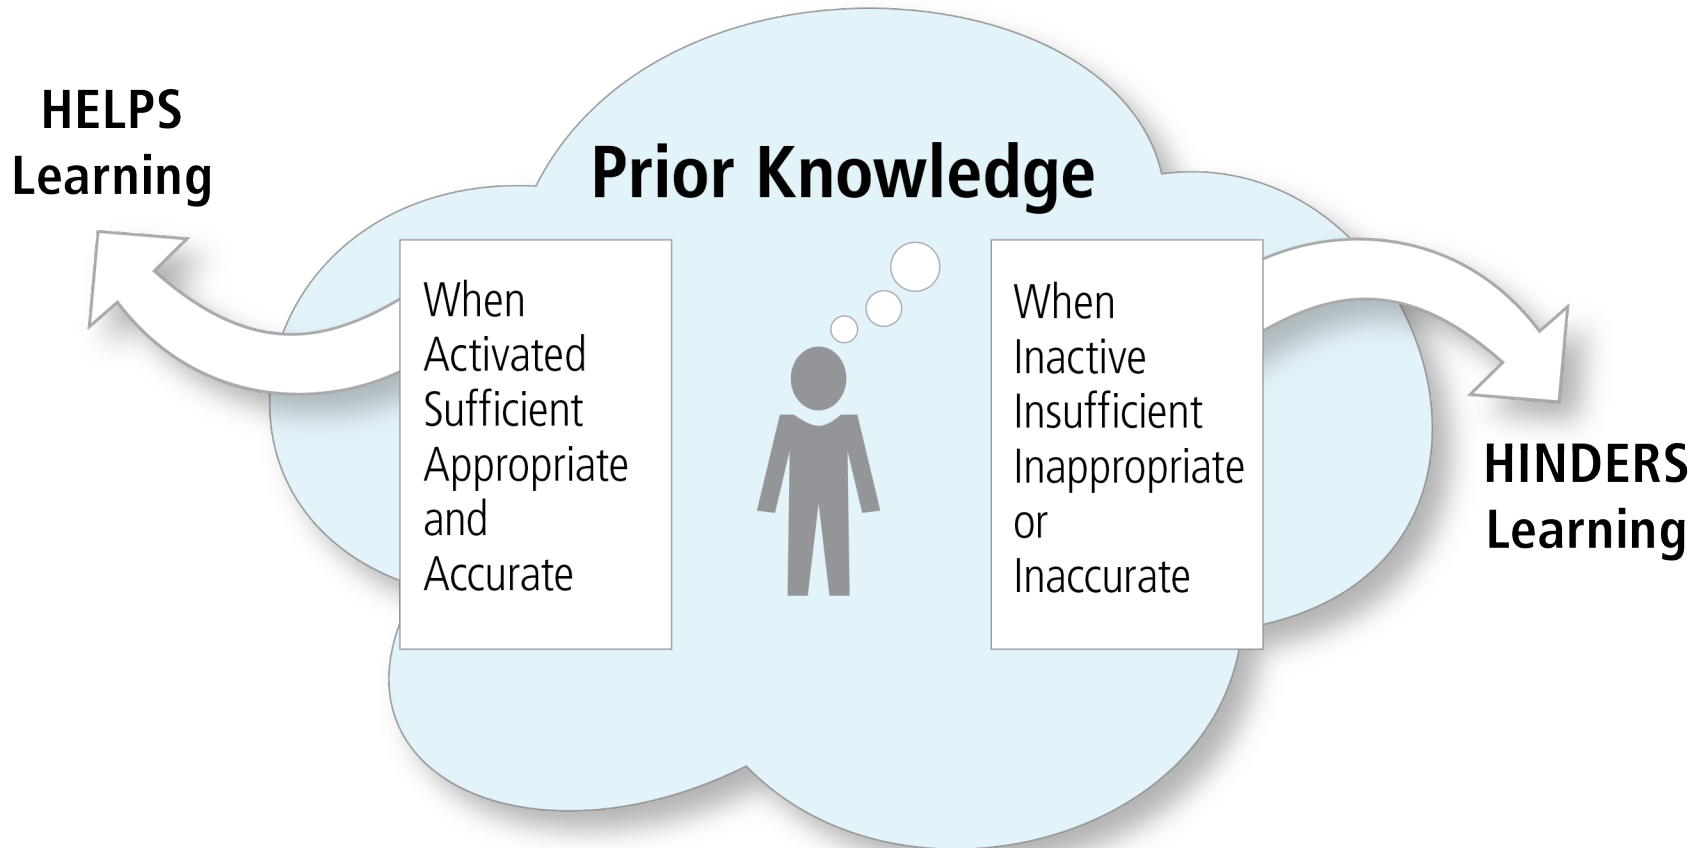 HELPS
Learning
Prior Knowledge
When
Activated
Sufficient
Appropriate
and
Accurate
When
Inactive
Insufficient
Inappropriate
or
Inaccurate
HINDERS
Learning